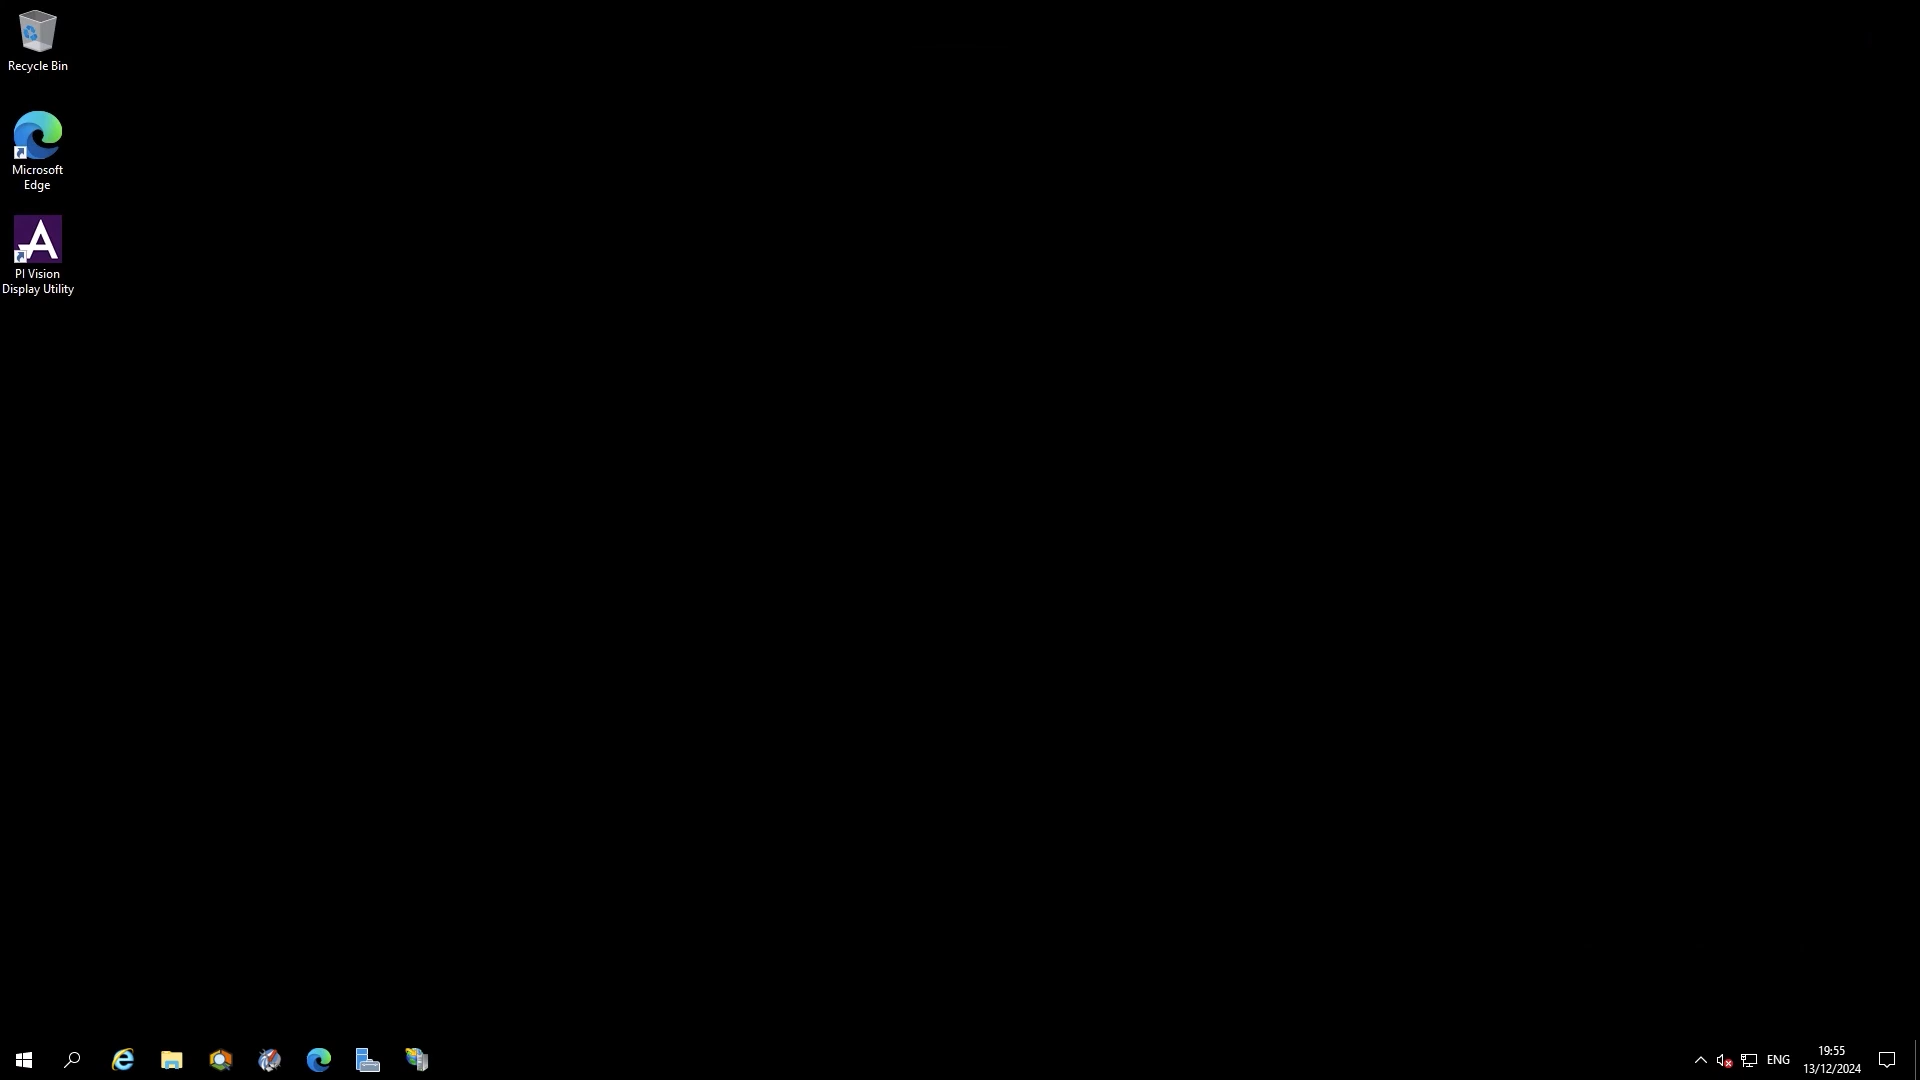 Recycle Bin
Microsoft
Edge
PI Vision
Display Utility
ENG
19:55
13/12/2024